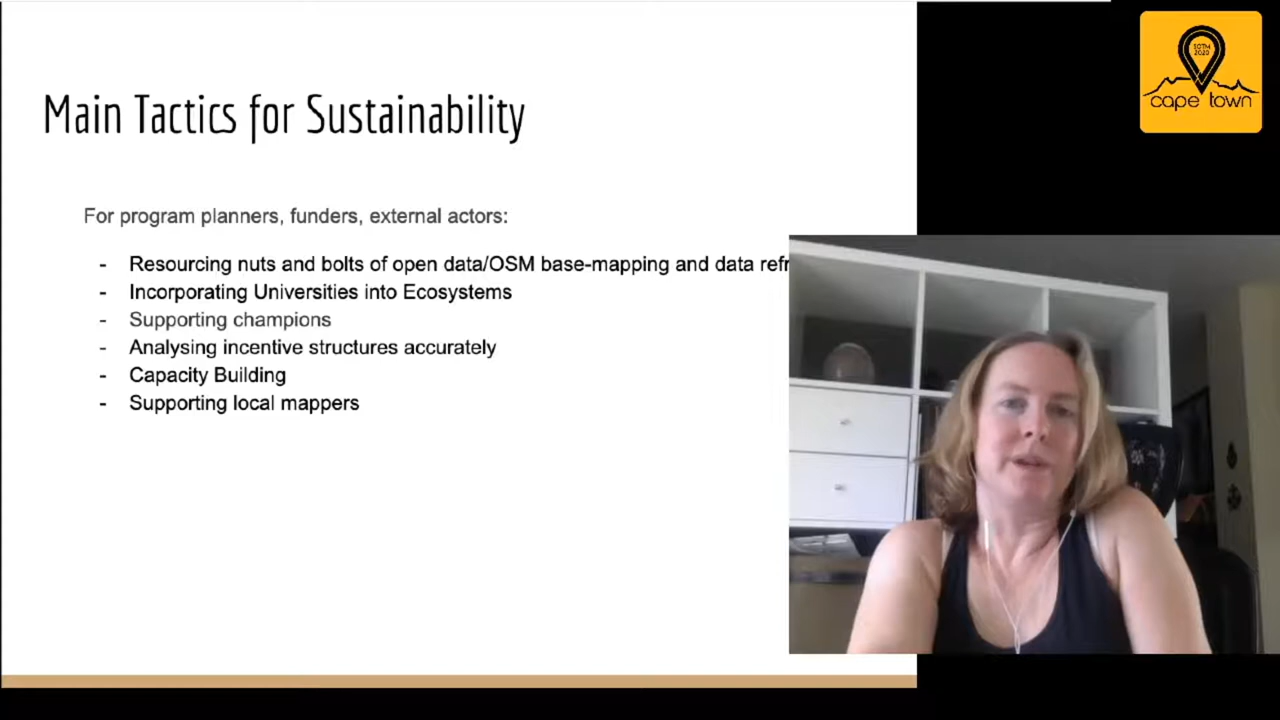 Main Tactics for Sustainability
For program planners, funders, external actors:
- Resourcing nuts and bolts of open data/OSM base-mapping and data refr
- Incorporating Universities into Ecosystems
- Supporting champions
- Analysing incentive structures accurately
- Capacity Building
- Supporting local mappers
SOTM
2020
cape town